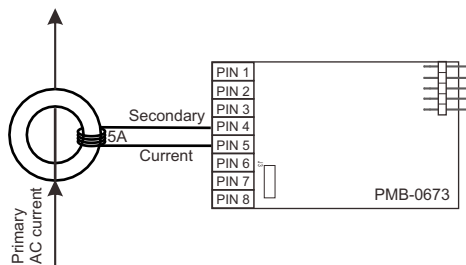 PIN 1
PIN 2
PIN 3
Secondary
PIN 4
5A
Current
PIN 5
PIN 6
PIN 7
PIN 8
PMB-0673
Primary
AC current